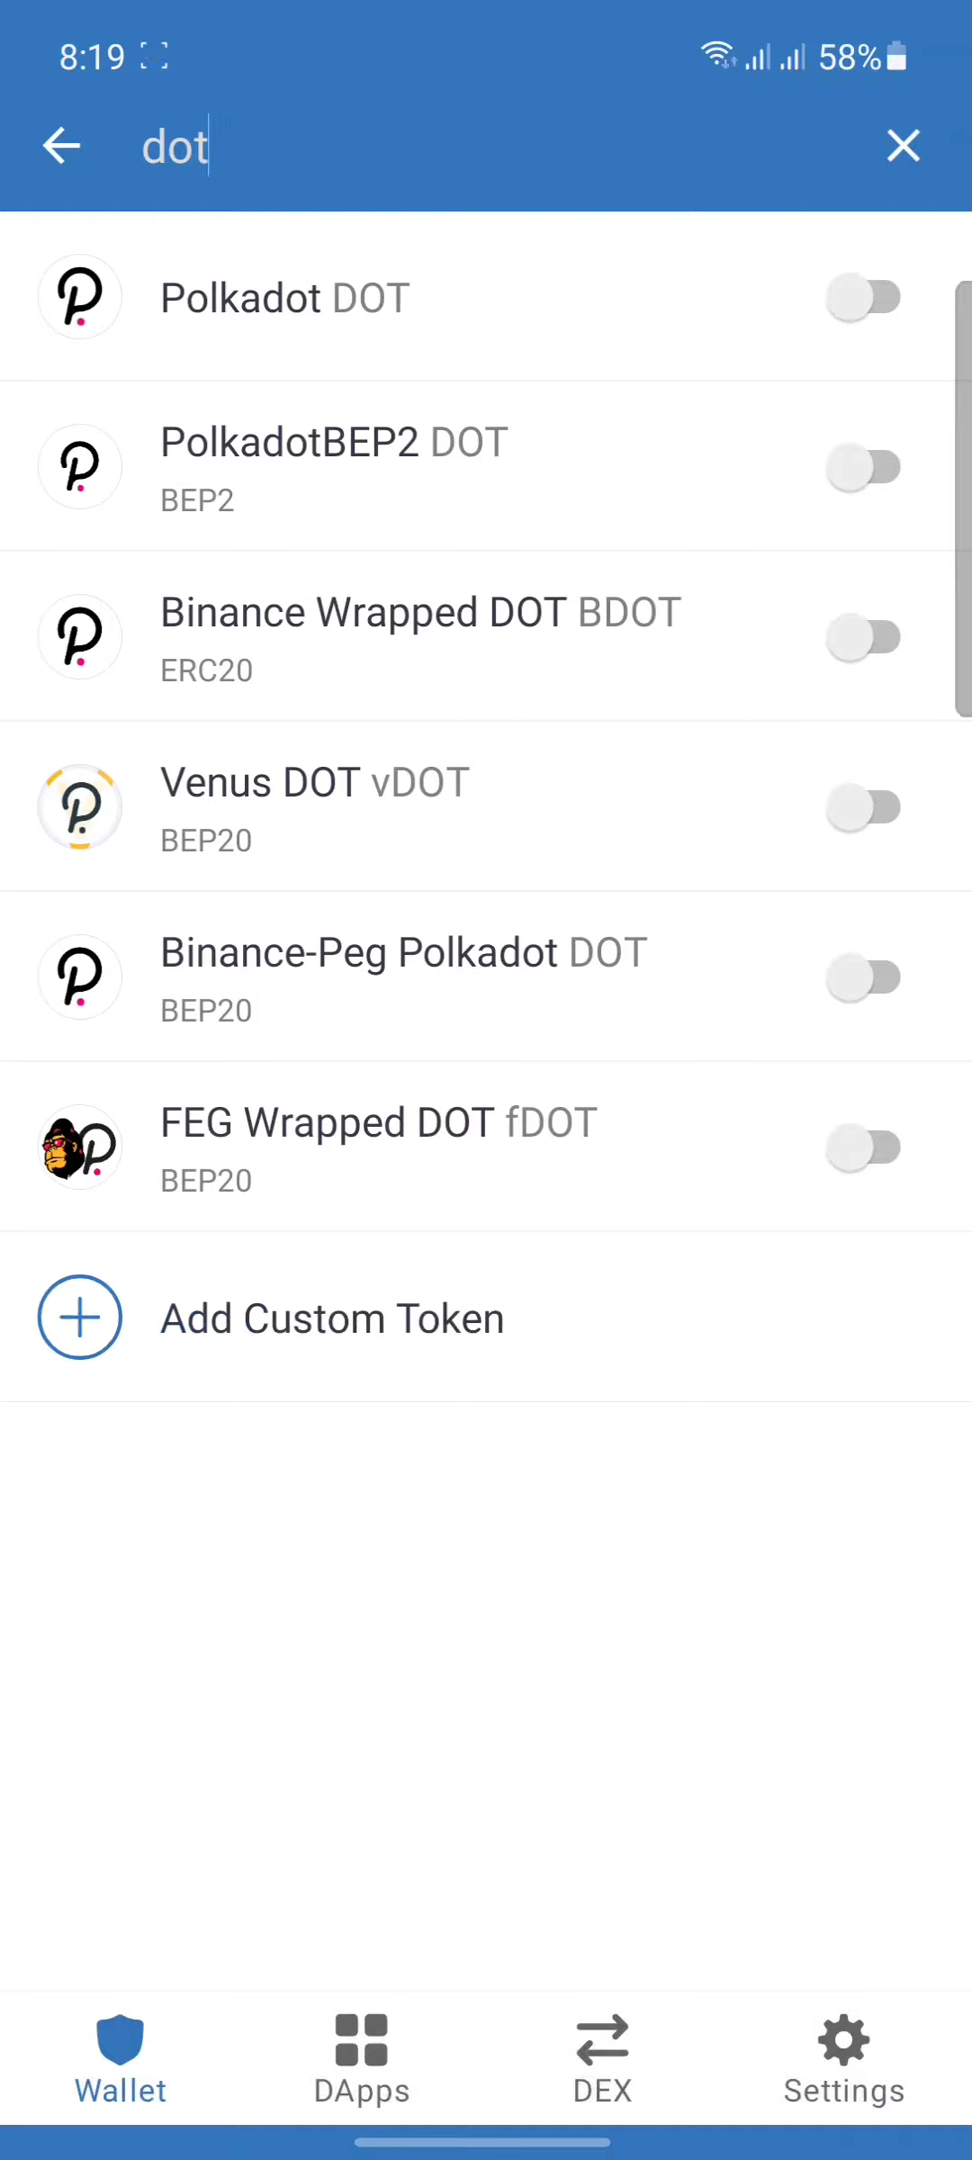 8:19
58%
dot
Polkadot DOT
PolkadotBEP2 DOT
BEP2
Binance Wrapped DOT BDOT
ERC20
Venus DOT vDOT
BEP20
Binance-Peg Polkadot DOT
BEP20
FEG Wrapped DOT fDOT
BEP20
Add Custom Token
Wallet
DApps
DEX
Settings